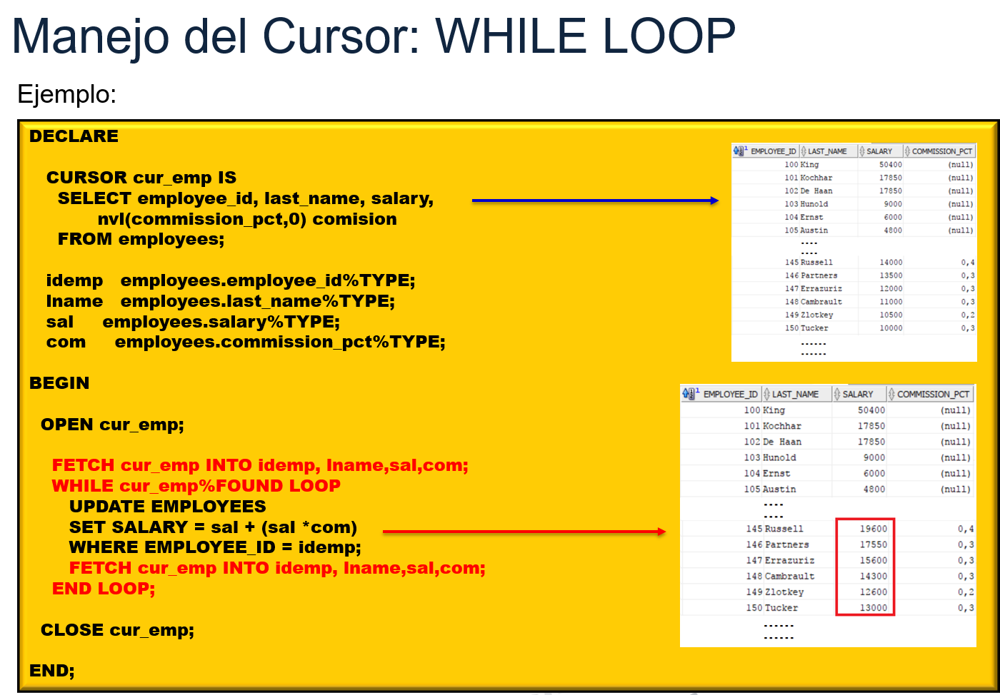 Manejo del Cursor: WHILE LOOP
Ejemplo:
DECLARE
CURSOR cur_emp IS
SELECT employee_id, last_name, salary,
nvl(commission_pct,0) comision
FROM employees;
idemp employees.employee_id%TYPE;
lname employees.last_name%TYPE;
sal employees.salary%TYPE;
com employees.commission_pct%TYPE;
BEGIN
OPEN cur_emp;
FETCH cur_emp INTO idemp, lname,sal,com;
WHILE cur_emp%FOUND LOOP
UPDATE EMPLOYEES
SET SALARY = sal + (sal *com)
WHERE EMPLOYEE_ID = idemp;
FETCH cur_emp INTO idemp, lname,sal,com;
END LOOP;
CLOSE cur_emp;
END;
EMPLOYEE_ID LAST_NAME SALARY COMMISSION_PCT
100 King 50400 (null)
101 Kochhar 17850 (null)
102 De Haan 17850 (null)
103 Hunold 9000 (null)
104 Ernst 6000 (null)
105 Austin 4800 (null)
----
----
145 Russell 14000 0,4
146 Partners 13500 0,3
147 Errazuriz 12000 0,3
148 Cambrault 11000 0,3
149 Zlotkey 10500 0,2
150 Tucker 10000 0,3
------
------
EMPLOYEE_ID LAST_NAME SALARY COMMISSION_PCT
100 King 50400 (null)
101 Kochhar 17850 (null)
102 De Haan 17850 (null)
103 Hunold 9000 (null)
104 Ernst 6000 (null)
105 Austin 4800 (null)
----
----
145 Russell 19600 0,4
146 Partners 17550 0,3
147 Errazuriz 15600 0,3
148 Cambrault 14300 0,3
149 Zlotkey 12600 0,2
150 Tucker 13000 0,3
------
------